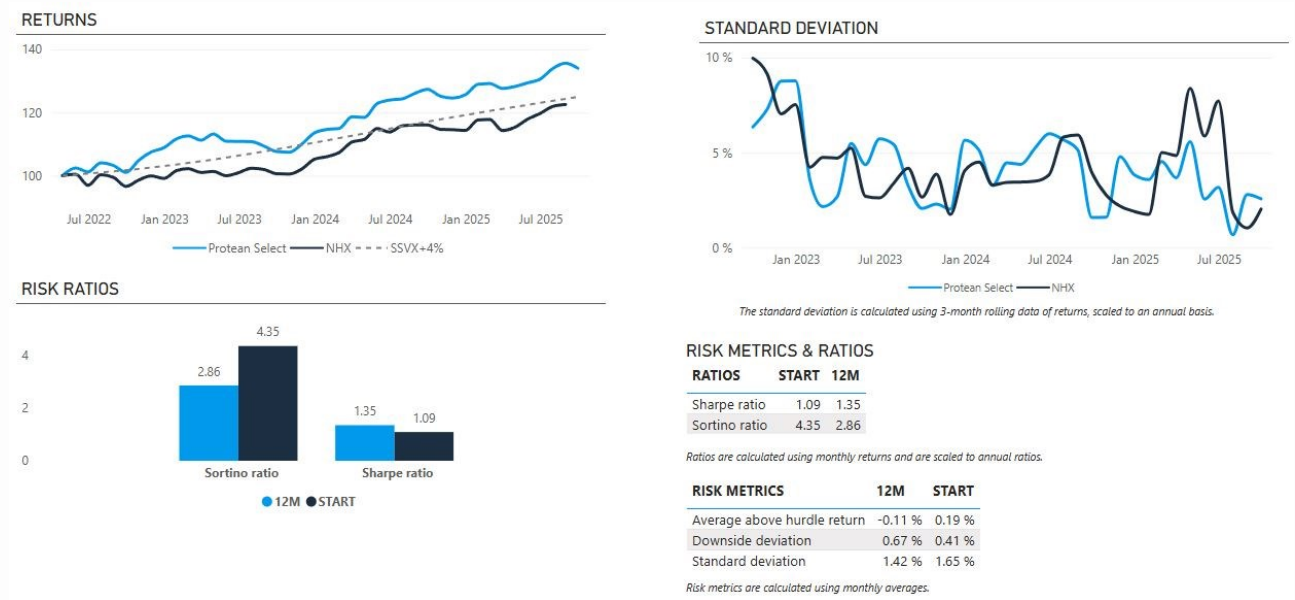 RETURNS
140
120
100
Jul 2022 Jan 2023 Jul 2023 Jan 2024 Jul 2024 Jan 2025 Jul 2025
Protean Select NHX SSVX+4%
RISK RATIOS
4
2
0
2.86
4.35
1.35
1.09
Sortino ratio Sharpe ratio
12M START
STANDARD DEVIATION
10 %
5 %
0 %
Jan 2023 Jul 2023 Jan 2024 Jul 2024 Jan 2025 Jul 2025
Protean Select NHX
The standard deviation is calculated using 3-month rolling data of returns, scaled to an annual basis.
RISK METRICS & RATIOS
RATIOS START 12M
Sharpe ratio 1.09 1.35
Sortino ratio 4.35 2.86
Ratios are calculated using monthly returns and are scaled to annual ratios.
RISK METRICS 12M START
Average above hurdle return -0.11 % 0.19 %
Downside deviation 0.67 % 0.41 %
Standard deviation 1.42 % 1.65 %
Risk metrics are calculated using monthly averages.